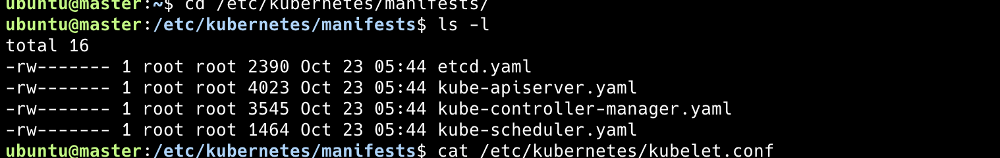 ubuntu@master:~$ cd /etc/kubernetes/manifests/
ubuntu@master:/etc/kubernetes/manifests$ ls -l
total 16
-rw------- 1 root root 2390 Oct 23 05:44 etcd.yaml
-rw------- 1 root root 4023 Oct 23 05:44 kube-apiserver.yaml
-rw------- 1 root root 3545 Oct 23 05:44 kube-controller-manager.yaml
-rw------- 1 root root 1464 Oct 23 05:44 kube-scheduler.yaml
ubuntu@master:/etc/kubernetes/manifests$ cat /etc/kubernetes/kubelet.conf